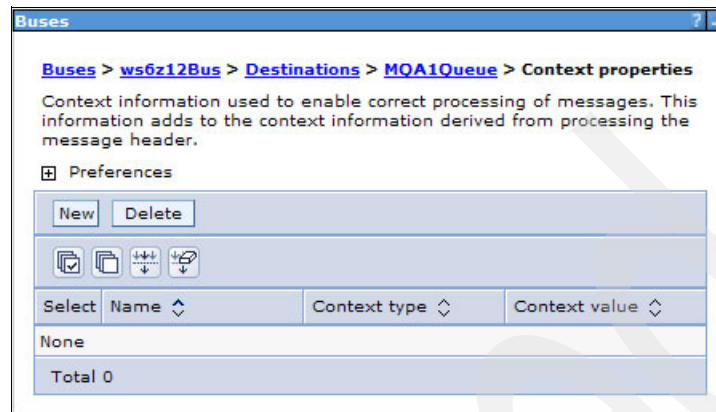 Buses ?
Buses > ws6z12Bus > Destinations > MQA1Queue > Context properties
Context information used to enable correct processing of messages. This
information adds to the context information derived from processing the
message header.
Preferences
New Delete
Select Name Context type Context value
None
Total 0